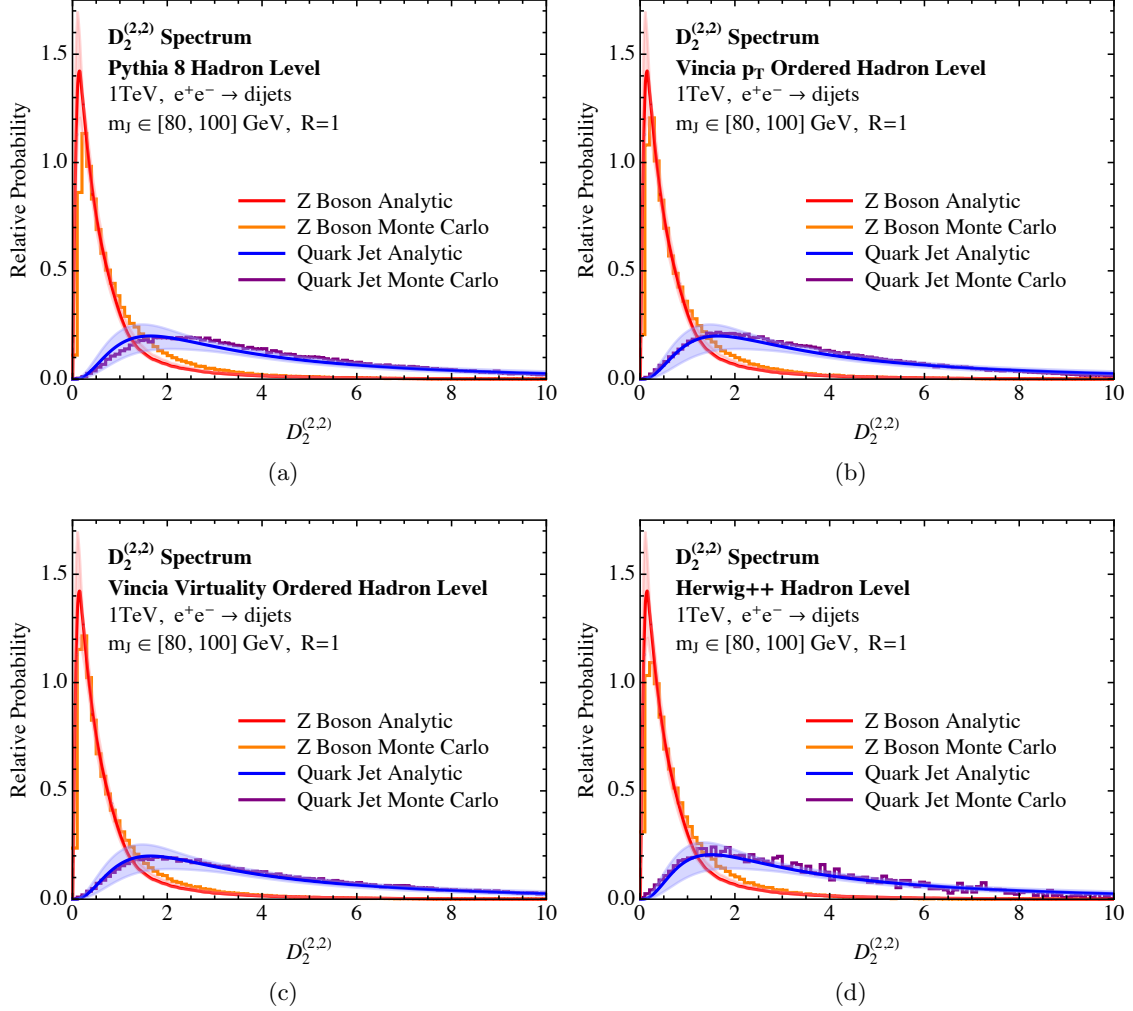 D₂^(2,2) Spectrum
Pythia 8 Hadron Level
1TeV, e⁺e⁻ → dijets
m_J ∈ [80, 100] GeV, R=1
Z Boson Analytic
Z Boson Monte Carlo
Quark Jet Analytic
Quark Jet Monte Carlo
Relative Probability
1.5
1.0
0.5
0.0
0 2 4 6 8 10
D₂^(2,2)
(a)
D₂^(2,2) Spectrum
Vincia p_T Ordered Hadron Level
1TeV, e⁺e⁻ → dijets
m_J ∈ [80, 100] GeV, R=1
Z Boson Analytic
Z Boson Monte Carlo
Quark Jet Analytic
Quark Jet Monte Carlo
Relative Probability
1.5
1.0
0.5
0.0
0 2 4 6 8 10
D₂^(2,2)
(b)
D₂^(2,2) Spectrum
Vincia Virtuality Ordered Hadron Level
1TeV, e⁺e⁻ → dijets
m_J ∈ [80, 100] GeV, R=1
Z Boson Analytic
Z Boson Monte Carlo
Quark Jet Analytic
Quark Jet Monte Carlo
Relative Probability
1.5
1.0
0.5
0.0
0 2 4 6 8 10
D₂^(2,2)
(c)
D₂^(2,2) Spectrum
Herwig++ Hadron Level
1TeV, e⁺e⁻ → dijets
m_J ∈ [80, 100] GeV, R=1
Z Boson Analytic
Z Boson Monte Carlo
Quark Jet Analytic
Quark Jet Monte Carlo
Relative Probability
1.5
1.0
0.5
0.0
0 2 4 6 8 10
D₂^(2,2)
(d)